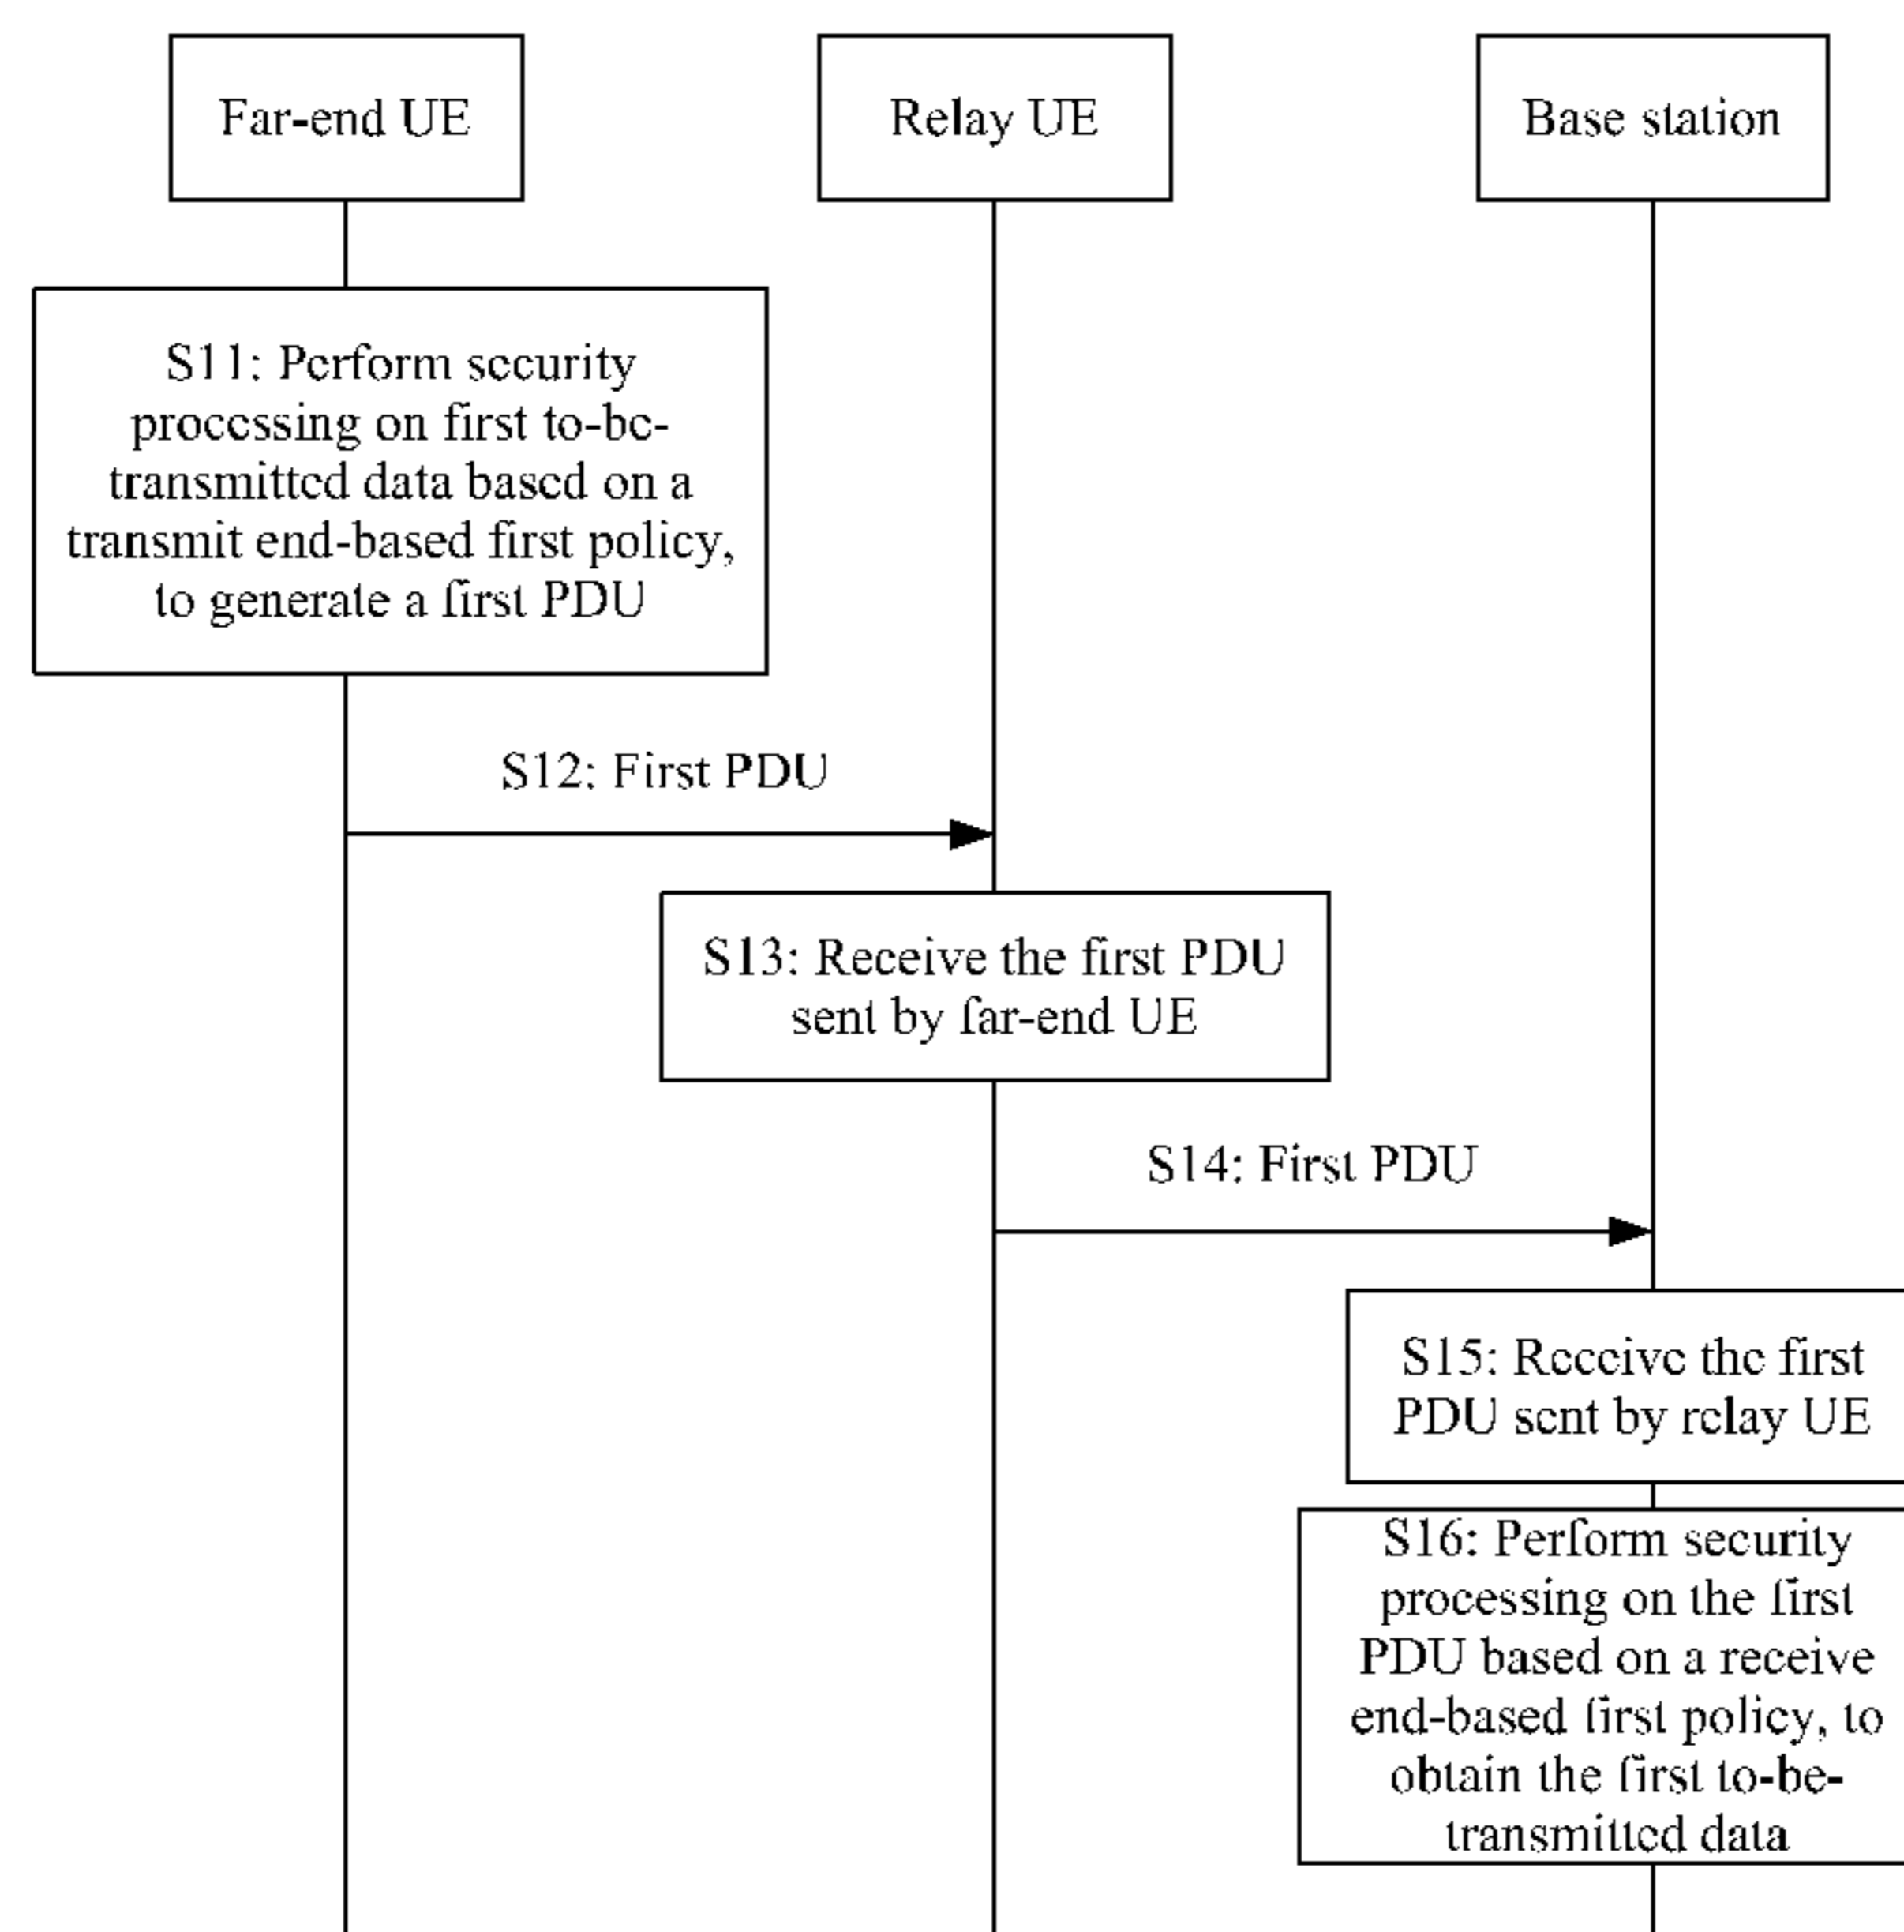 Far-end UE
Relay UE
Base station
S11: Perform security
processing on first to-be-
transmitted data based on a
transmit end-based first policy,
to generate a first PDU
S12: First PDU
S13: Receive the first PDU
sent by far-end UE
S14: First PDU
S15: Receive the first
PDU sent by relay UE
S16: Perform security
processing on the first
PDU based on a receive
end-based first policy, to
obtain the first to-be-
transmitted data